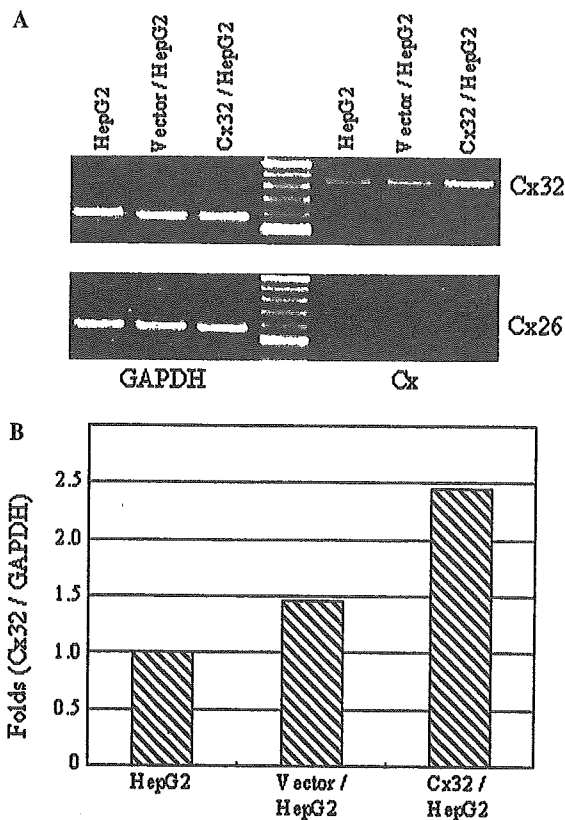 A
HepG2
Vector / HepG2
Cx32 / HepG2
HepG2
Vector / HepG2
Cx32 / HepG2
Cx32
Cx26
GAPDH
Cx
B
Folds (Cx32 / GAPDH)
2.5
2.0
1.5
1.0
0.5
0
HepG2
Vector /
HepG2
Cx32 /
HepG2